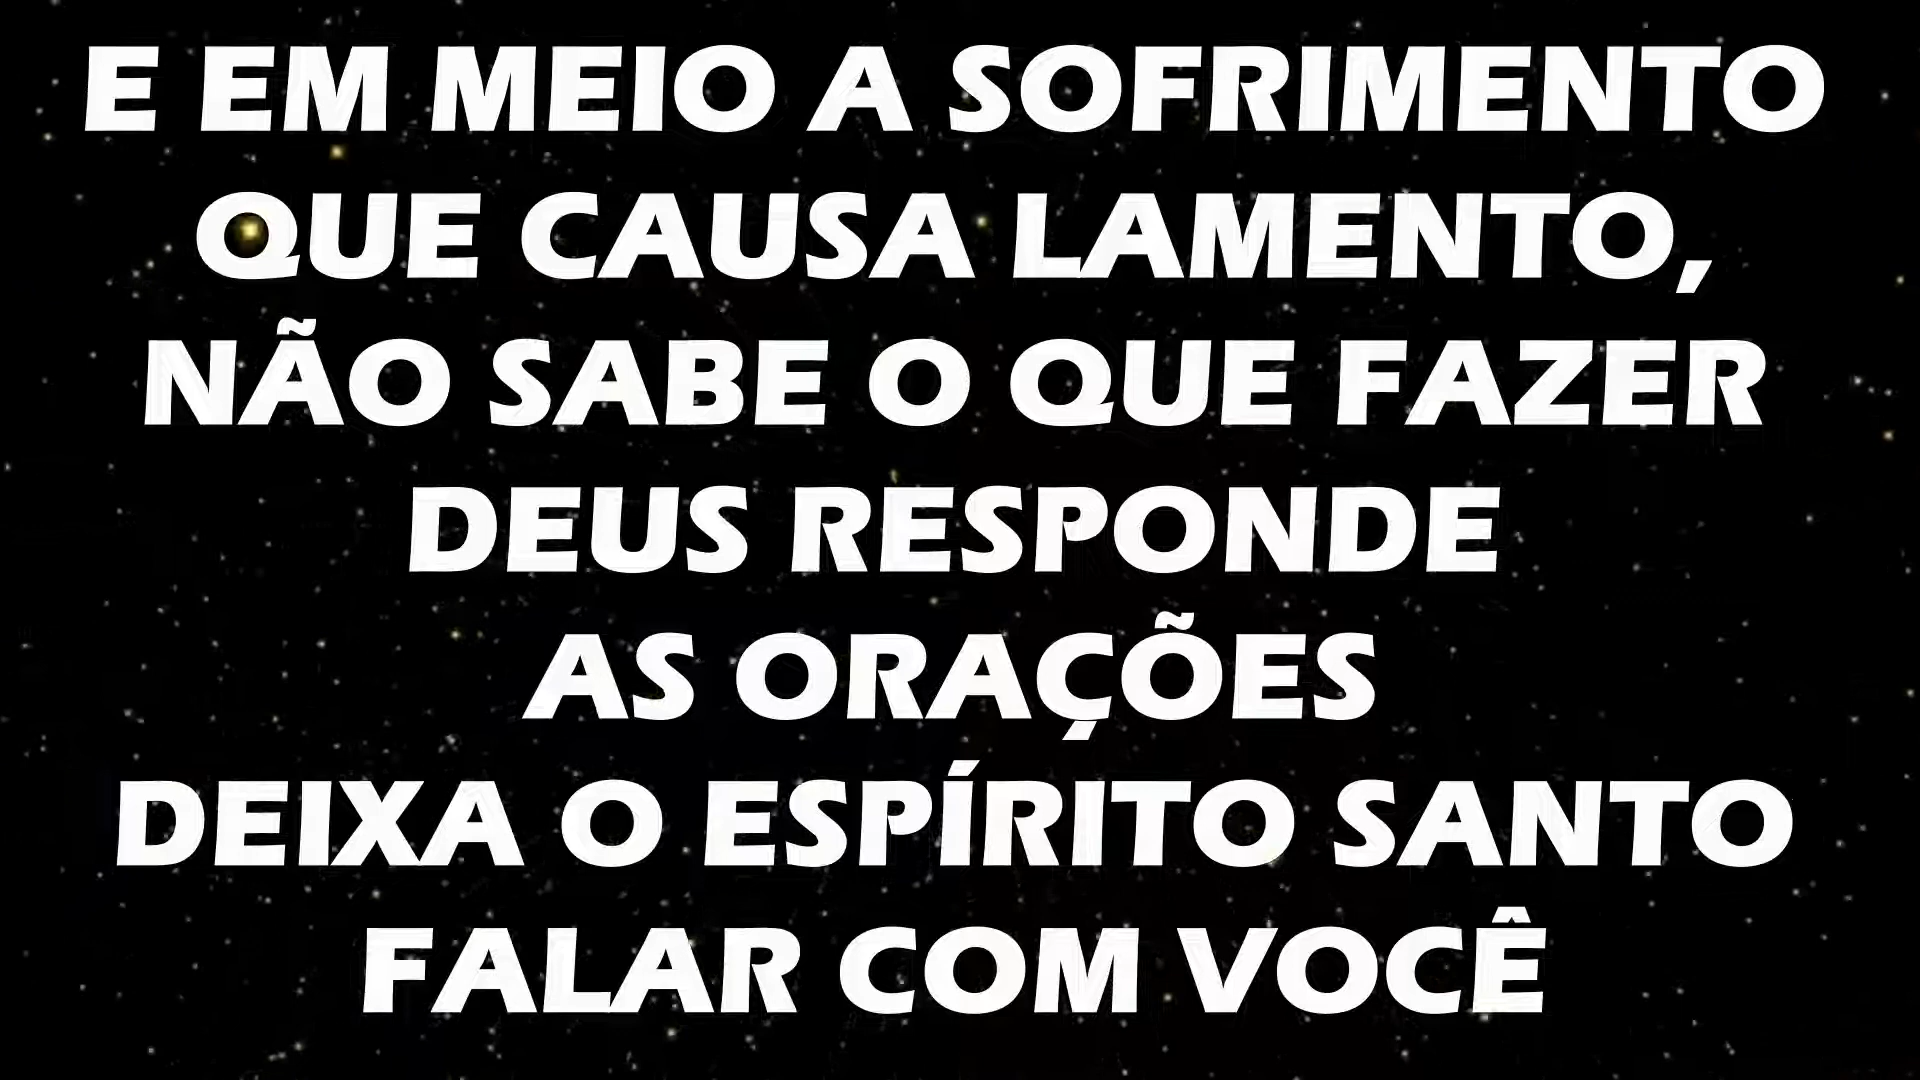 E EM MEIO A SOFRIMENTO
QUE CAUSA LAMENTO,
NÃO SABE O QUE FAZER
DEUS RESPONDE
AS ORAÇÕES
DEIXA O ESPÍRITO SANTO
FALAR COM VOCÊ